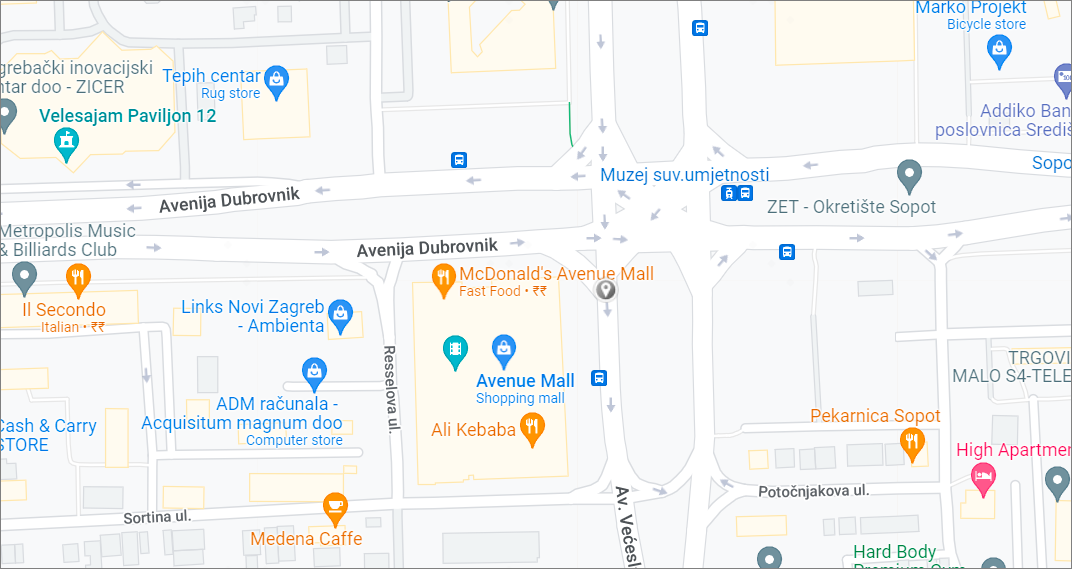 Marko Projekt
Bicycle store
grebački inovacijski
ntar doo - ZICER
Tepih centar
Rug store
Velesajam Paviljon 12
Addiko Ban
poslovnica Središ
Sopo
Muzej suv.umjetnosti
Avenija Dubrovnik
ZET - Okretište Sopot
Metropolis Music
& Billiards Club
Avenija Dubrovnik
McDonald's Avenue Mall
Fast Food • ₹₹
Il Secondo
Italian • ₹₹
Links Novi Zagreb
- Ambienta
Resselova ul.
TRGOVI
MALO S4-TELE
Avenue Mall
Shopping mall
ADM računala -
Acquisitum magnum doo
Computer store
Cash & Carry
STORE
Ali Kebaba
Pekarnica Sopot
High Apartmen
Av. Većesl
Potočnjakova ul.
Sortina ul.
Medena Caffe
Hard Body
Premium Gym